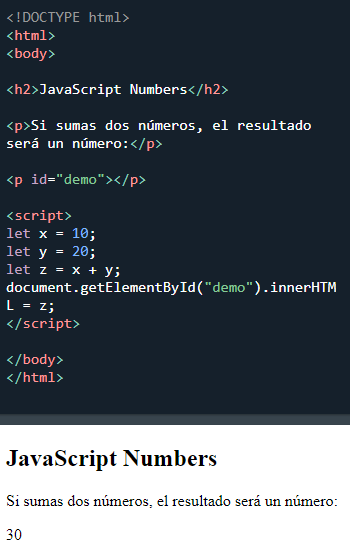 <!DOCTYPE html>
<html>
<body>
<h2>JavaScript Numbers</h2>
<p>Si sumas dos números, el resultado
será un número:</p>
<p id="demo"></p>
<script>
let x = 10;
let y = 20;
let z = x + y;
document.getElementById("demo").innerHTM
L = z;
</script>
</body>
</html>
JavaScript Numbers
Si sumas dos números, el resultado será un número:
30